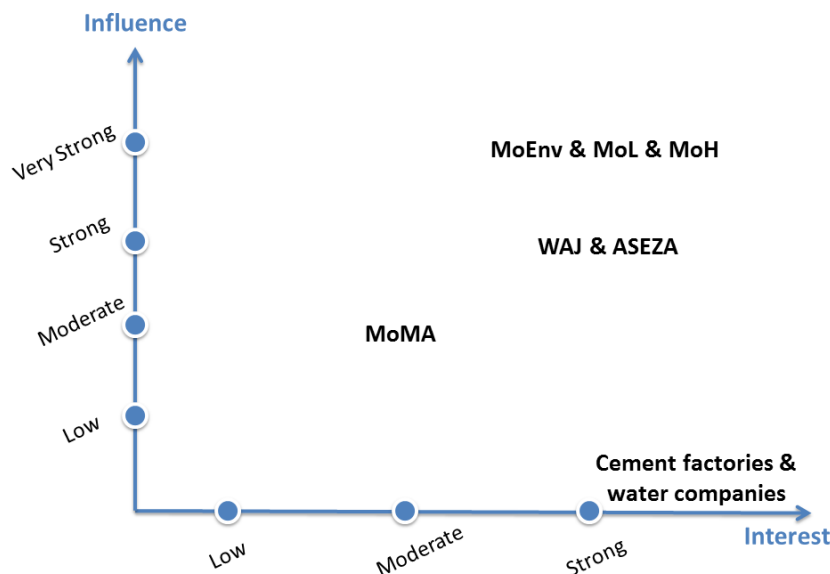 Influence
Very Strong
MoEnv & MoL & MoH
Strong
WAJ & ASEZA
Moderate
MoMA
Low
Cement factories &
water companies
Interest
Low
Moderate
Strong